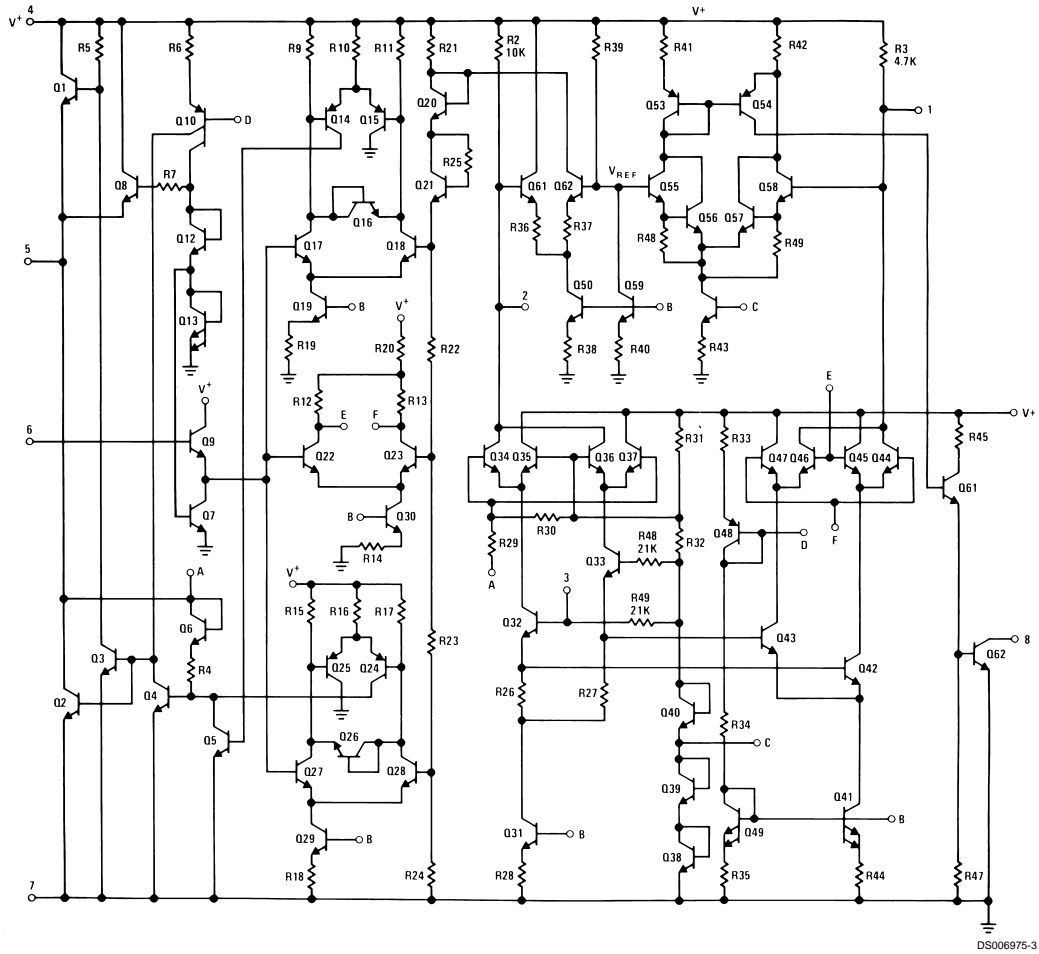 V+ 4 V+
R5 R6 R9 R10 R11 R21 R2 10K R39 R41 R42 R3 4.7K
Q1 Q20 Q53 Q54 1
Q10 D Q14 Q15
R25
R7 VREF
Q8 Q21 Q61 Q62 Q55 Q58
Q16 Q56 Q57
Q12 R36 R37 R48 R49
Q17 Q18
5
Q50 Q59
Q13 Q19 B 2 B C
V+
R19 R20 R22 R38 R40 R43
E
V+ R12 R13
6 E F V+
Q9 R31 R33 R45
Q22 Q23 Q34 Q35 Q36 Q37 Q47 Q46 Q45 Q44
Q61
Q7 B Q30 R30 F
R14 R29 R32 Q48 D
Q33 R48 21K
A V+ A 3
R15 R16 R17 R49 21K
Q6 R23 Q32 Q43 8
Q3 R4 Q25 Q24 Q42 Q62
Q2 Q4 R26 R27 Q40 R34
Q5 Q26 C
Q27 Q28 Q39
Q41
Q29 B Q31 B Q49 B
Q38
7 R18 R24 R28 R35 R44 R47
DS006975-3